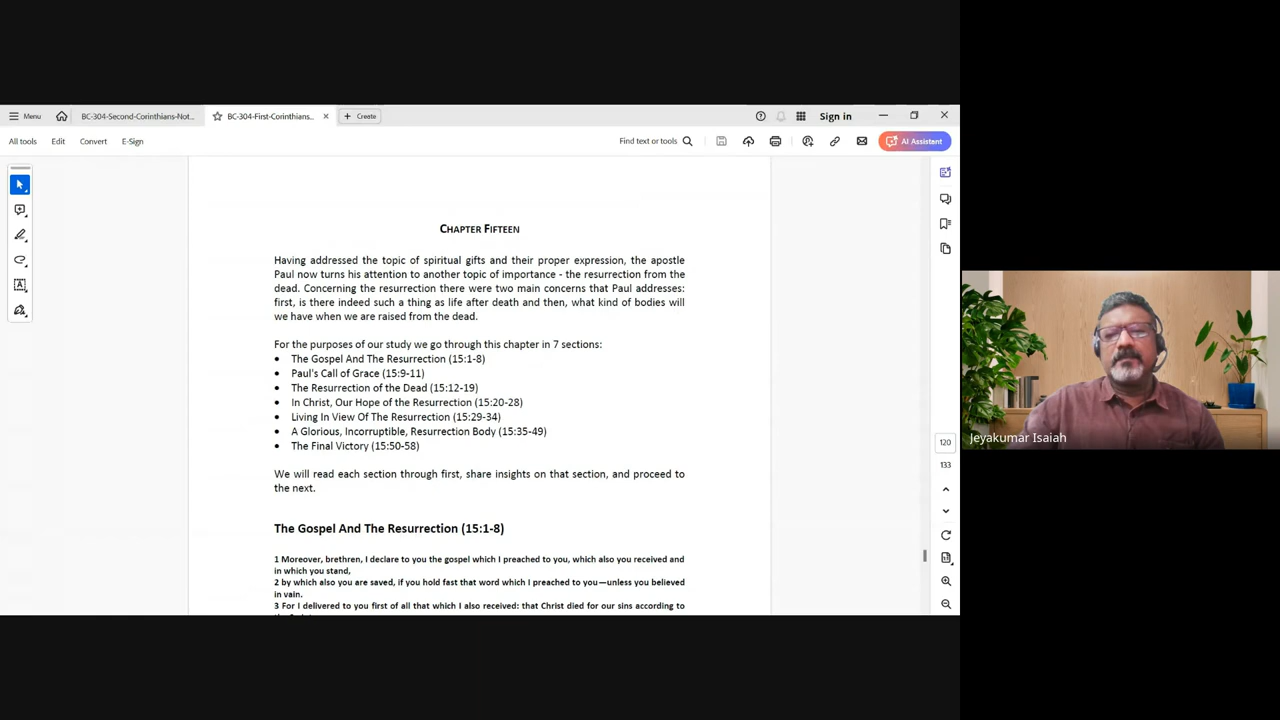 Menu
BC-304-Second-Corinthians-Not...
BC-304-First-Corinthians...
Create
Sign in
All tools
Edit
Convert
E-Sign
Find text or tools
AI Assistant
CHAPTER FIFTEEN
Having addressed the topic of spiritual gifts and their proper expression, the apostle
Paul now turns his attention to another topic of importance - the resurrection from the
dead. Concerning the resurrection there were two main concerns that Paul addresses:
first, is there indeed such a thing as life after death and then, what kind of bodies will
we have when we are raised from the dead.
For the purposes of our study we go through this chapter in 7 sections:
• The Gospel And The Resurrection (15:1-8)
• Paul's Call of Grace (15:9-11)
• The Resurrection of the Dead (15:12-19)
• In Christ, Our Hope of the Resurrection (15:20-28)
• Living In View Of The Resurrection (15:29-34)
• A Glorious, Incorruptible, Resurrection Body (15:35-49)
• The Final Victory (15:50-58)
We will read each section through first, share insights on that section, and proceed to
the next.
The Gospel And The Resurrection (15:1-8)
1 Moreover, brethren, I declare to you the gospel which I preached to you, which also you received and
in which you stand,
2 by which also you are saved, if you hold fast that word which I preached to you—unless you believed
in vain.
3 For I delivered to you first of all that which I also received: that Christ died for our sins according to
120
133
Jeyakumar Isaiah